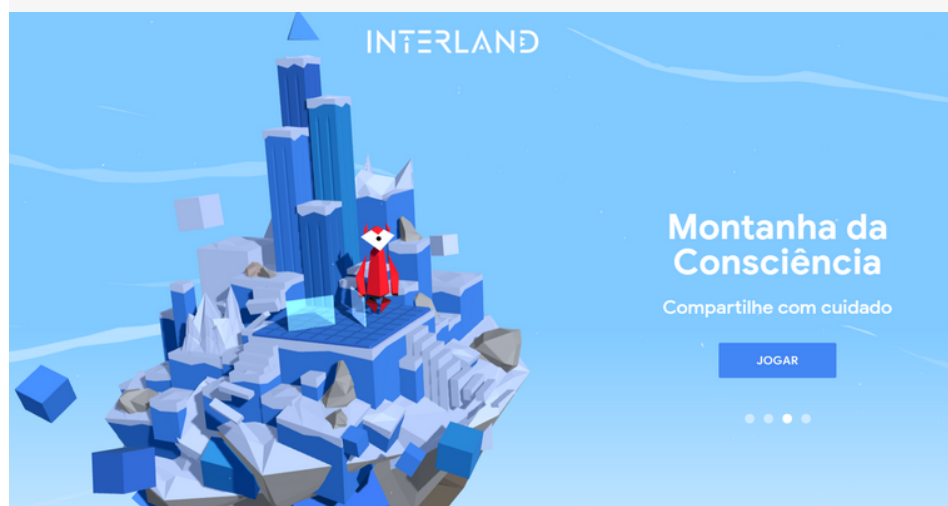 INTERLAND
Montanha da
Consciência
Compartilhe com cuidado
JOGAR